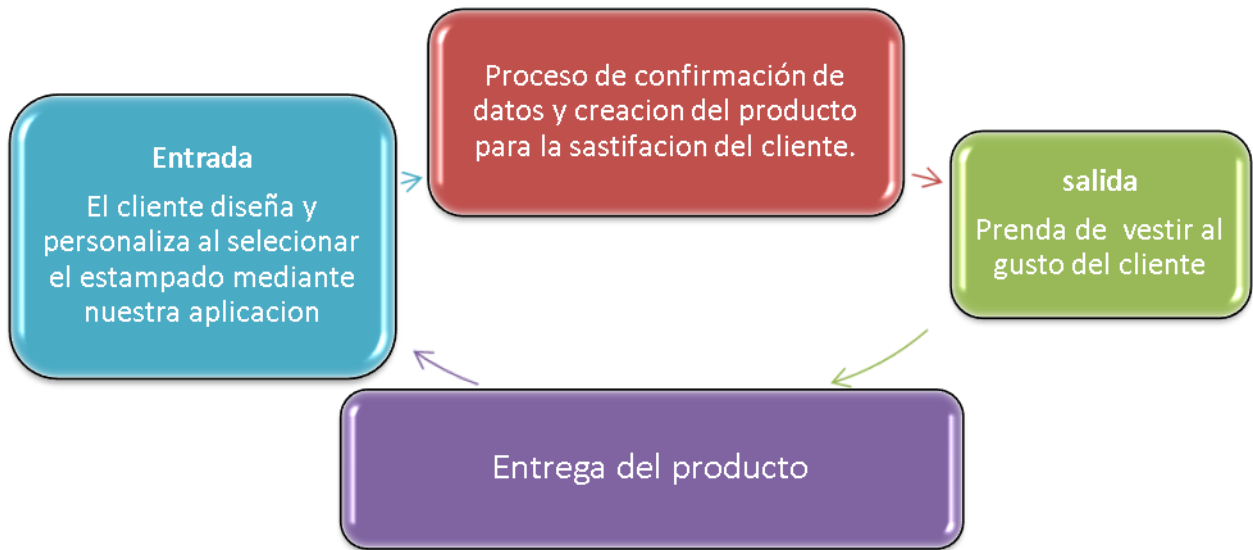 Entrada
El cliente diseña y
personaliza al selecionar
el estampado mediante
nuestra aplicacion
Proceso de confirmación de
datos y creacion del producto
para la sastifacion del cliente.
salida
Prenda de vestir al
gusto del cliente
Entrega del producto